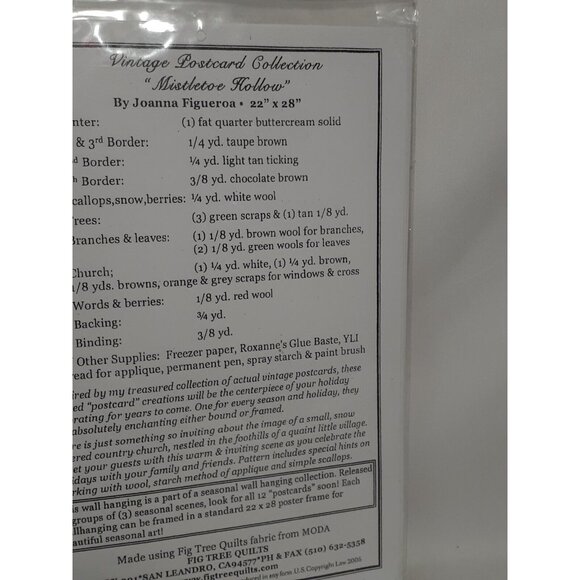 Vintage Postcard Collection
"Mistletoe Hollow"
By Joanna Figueroa • 22" x 28"
nter: (1) fat quarter buttercream solid
& 3rd Border: 1/4 yd. taupe brown
d Border: ¼ yd. light tan ticking
h Border: 3/8 yd. chocolate brown
callops,snow,berries: ¼ yd. white wool
Trees: (3) green scraps & (1) tan 1/8 yd.
Branches & leaves: (1) 1/8 yd. brown wool for branches,
(2) 1/8 yd. green wools for leaves
Church; (1) ¼ yd. white, (1) ¼ yd. brown,
1/8 yds. browns, orange & grey scraps for windows & cross
Words & berries: 1/8 yd. red wool
Backing: ¾ yd.
Binding: 3/8 yd.
Other Supplies: Freezer paper, Roxanne's Glue Baste, YLI
read for applique, permanent pen, spray starch & paint brush
ired by my treasured collection of actual vintage postcards, these
ed "postcard" creations will be the centerpiece of your holiday
rating for years to come. One for every season and holiday, they
absolutely enchanting either bound or framed.
re is just something so inviting about the image of a small, snow
ered country church, nestled in the foothills of a quaint little village.
et your guests with this warm & inviting scene as you celebrate the
idays with your family and friends. Pattern includes special hints on
rking with wool, starch method of applique and simple scallops.
s wall hanging is a part of a seasonal wall hanging collection. Released
groups of (3) seasonal scenes, look for all 12 "postcards" soon! Each
llhanging can be framed in a standard 22 x 28 poster frame for
eautiful seasonal art!
Made using Fig Tree Quilts fabric from MODA
FIG TREE QUILTS
SAN LEANDRO, CA94577*PH & FAX (510) 632-5358
www.figtreequilts.com
produced in any form. U.S. Copyright Law 2005